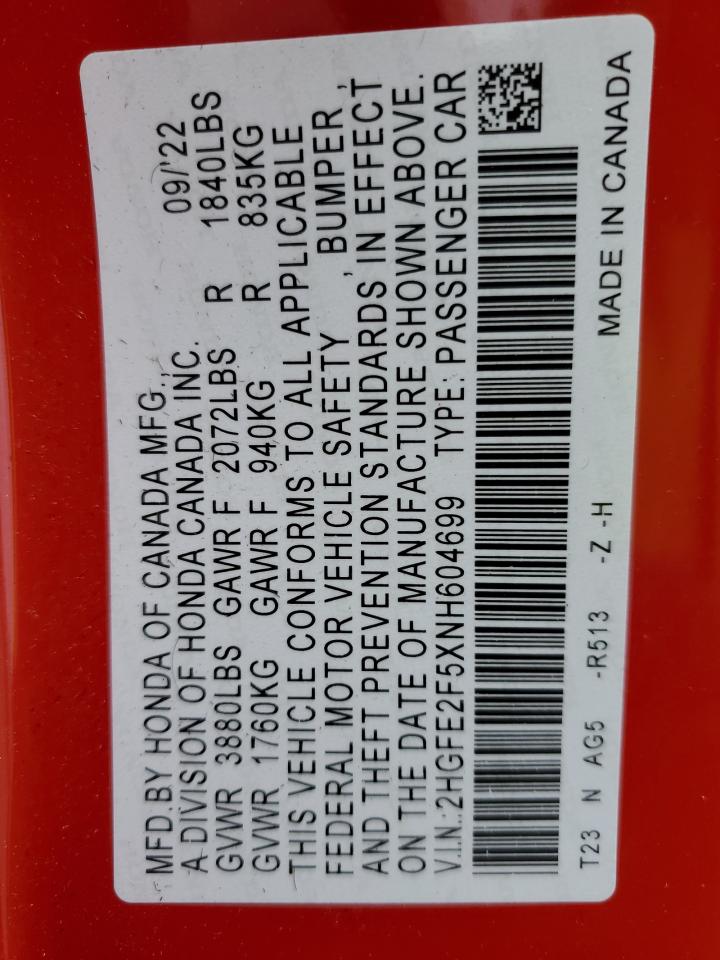 MFD.BY HONDA OF CANADA MFG.,
A DIVISION OF HONDA CANADA INC. 09/'22
GVWR 3880LBS GAWR F 2072LBS R 1840LBS
GVWR 1760KG GAWR F 940KG R 835KG
THIS VEHICLE CONFORMS TO ALL APPLICABLE
FEDERAL MOTOR VEHICLE SAFETY , BUMPER ,
AND THEFT PREVENTION STANDARDS IN EFFECT
ON THE DATE OF MANUFACTURE SHOWN ABOVE.
V.I.N.:2HGFE2F5XNH604699 TYPE: PASSENGER CAR
T23 N AG5 -R513 -Z -H MADE IN CANADA